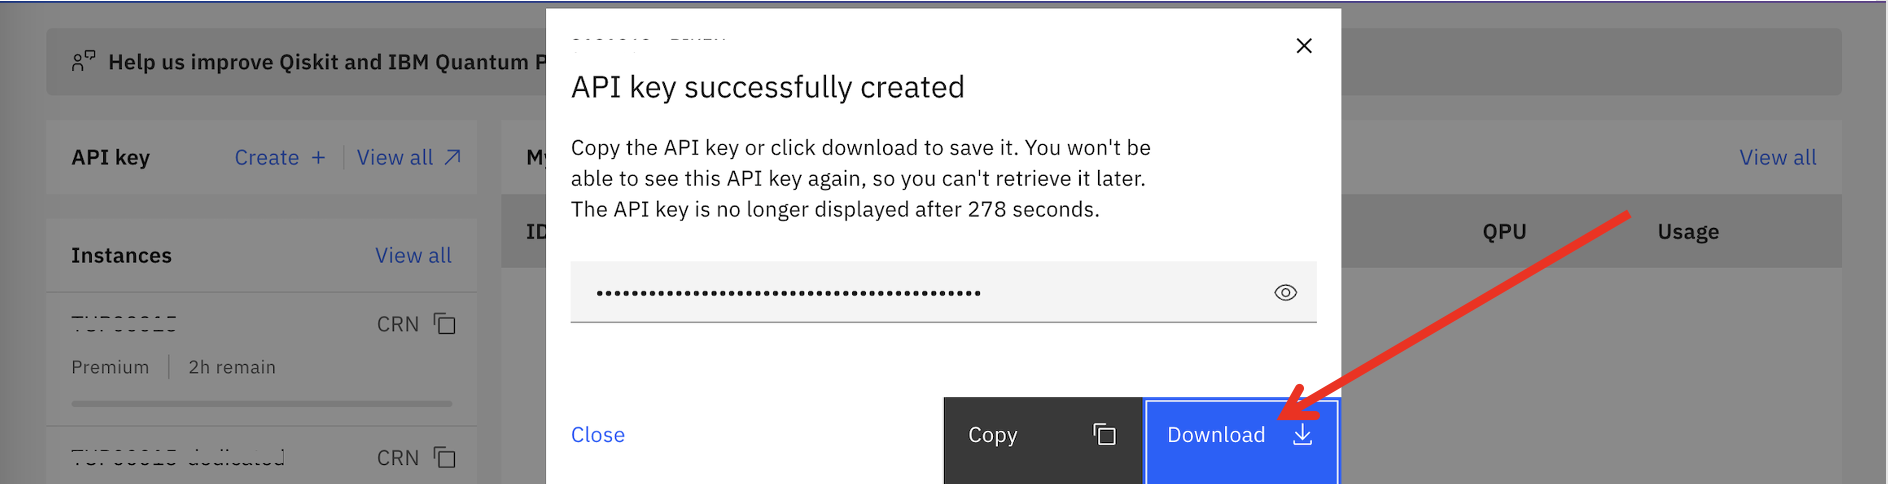 Help us improve Qiskit and IBM Quantum P
API key
Create +
View all
My
View all
Instances
View all
ID
QPU
Usage
CRN
Premium
2h remain
CRN
API key successfully created
Copy the API key or click download to save it. You won't be
able to see this API key again, so you can't retrieve it later.
The API key is no longer displayed after 278 seconds.
••••••••••••••••••••••••••••••••••••••••••••
Close
Copy
Download